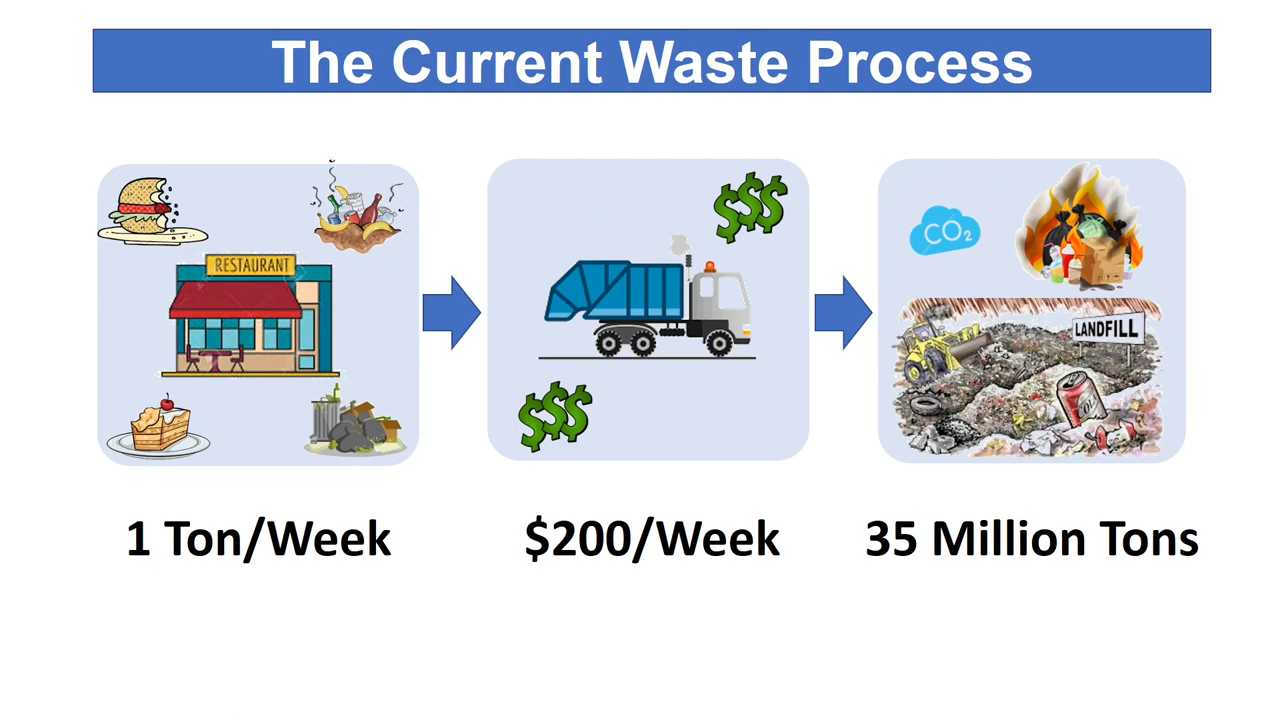 The Current Waste Process
RESTAURANT
$$$
$$$
CO2
LANDFILL
1 Ton/Week
$200/Week
35 Million Tons